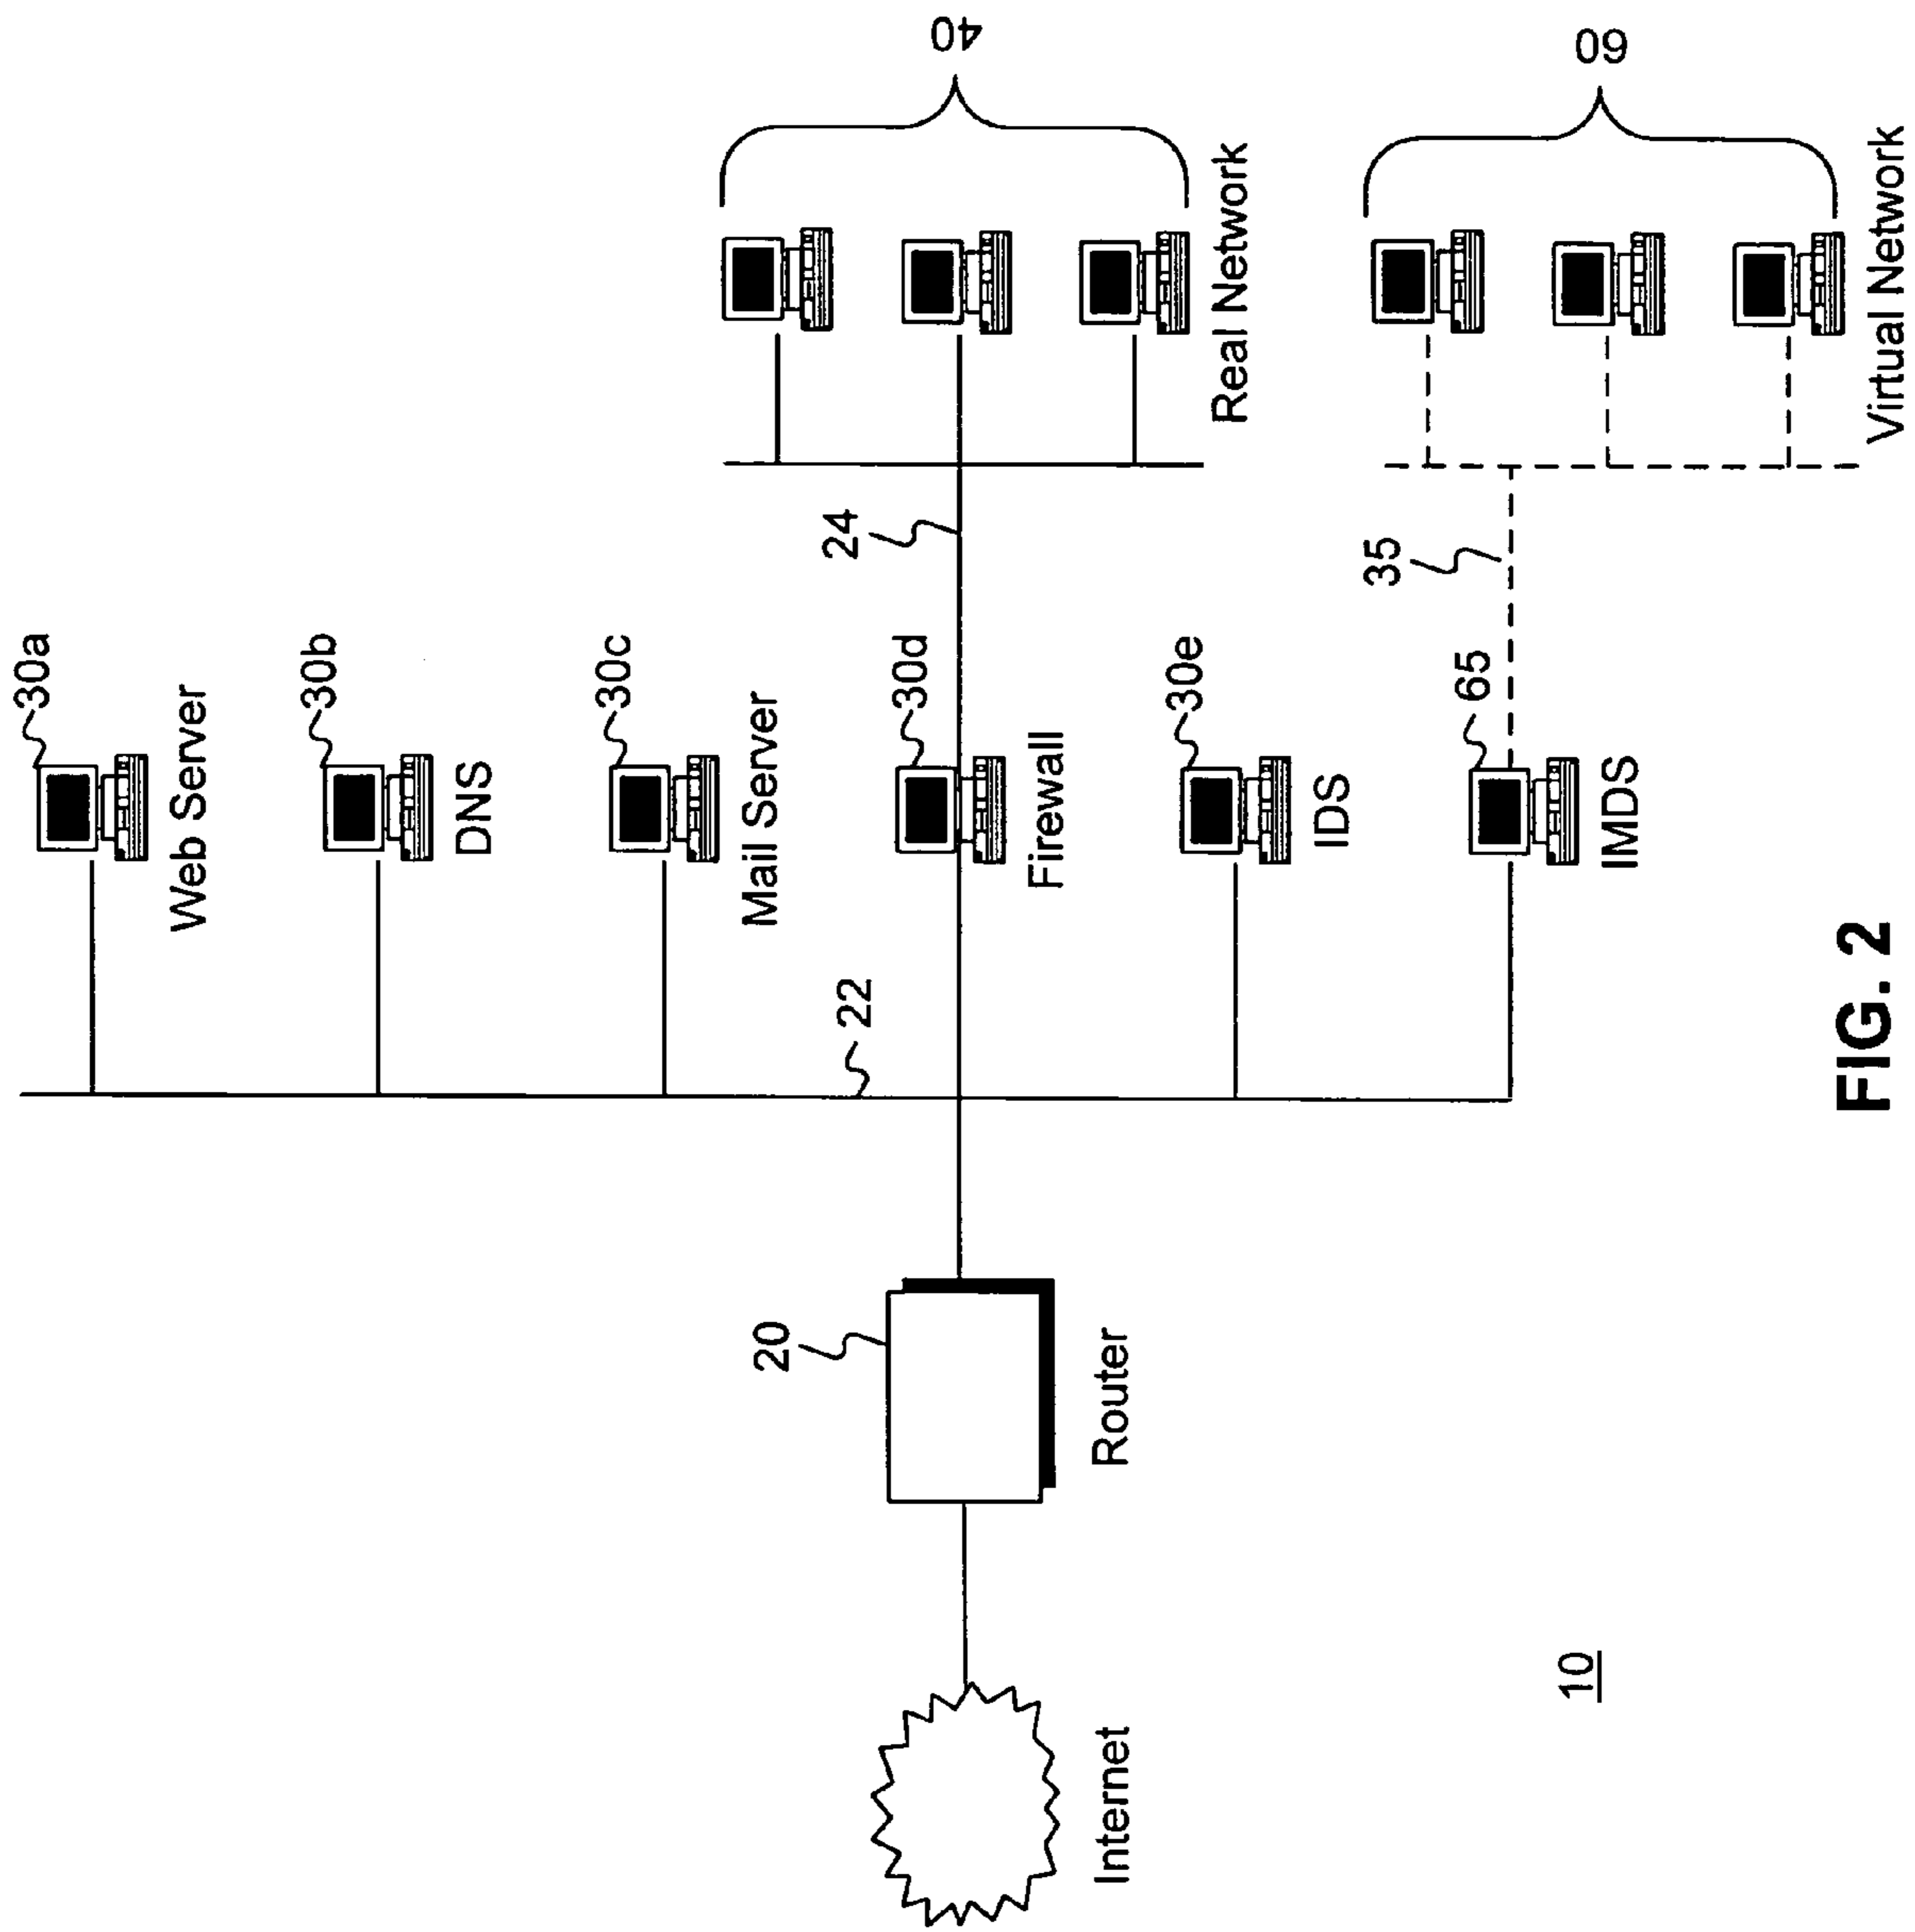 30a
Web Server
30b
DNS
30c
Mail Server
30d
Firewall
30e
IDS
65
IMDS
22
24
35
40
Real Network
60
Virtual Network
20
Router
Internet
10
FIG. 2